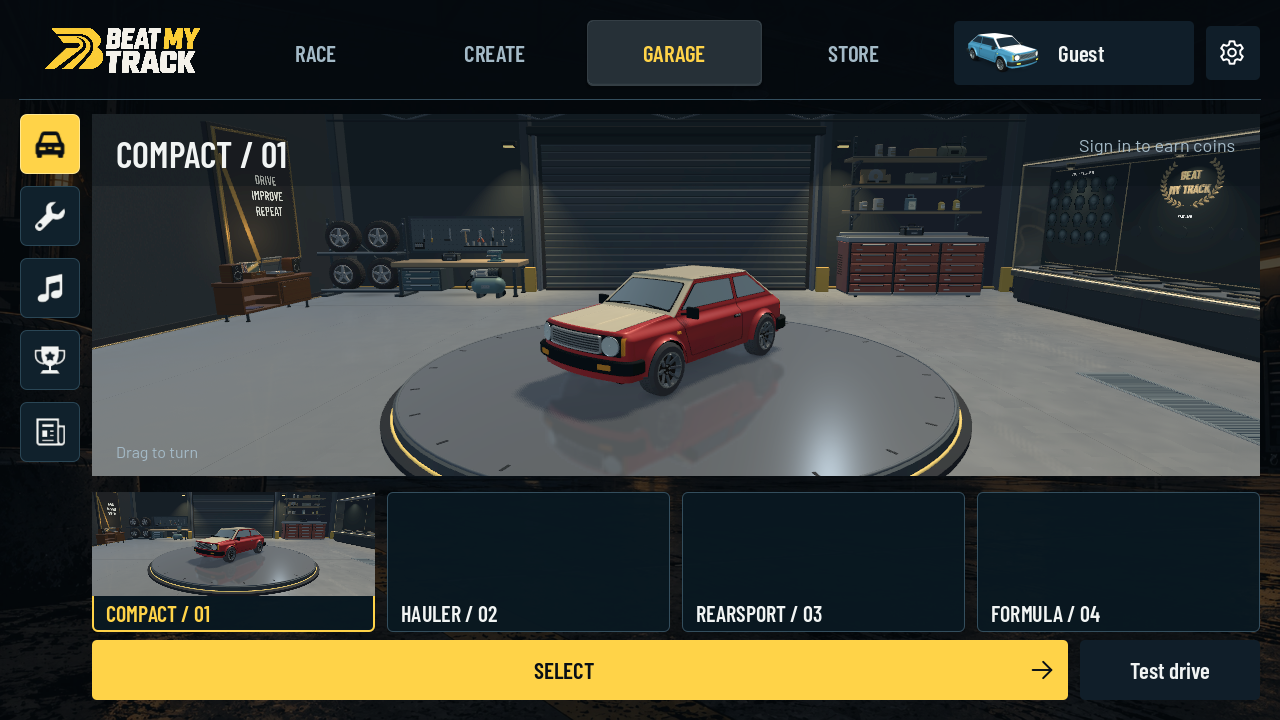 BEAT MY
TRACK
RACE
CREATE
GARAGE
STORE
Guest
COMPACT / 01
Sign in to earn coins
DRIVE
IMPROVE
REPEAT
BEAT
MY TRACK
Drag to turn
COMPACT / 01
HAULER / 02
REARSPORT / 03
FORMULA / 04
SELECT
Test drive